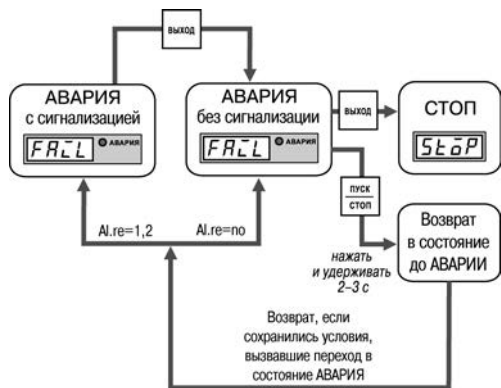 ВЫХОД
АВАРИЯ
с сигнализацией
FAIL
АВАРИЯ
АВАРИЯ
без сигнализации
FAIL
АВАРИЯ
ВЫХОД
СТОП
StoP
ПУСК
СТОП
Al.re=1,2
Al.re=no
нажать
и удерживать
2–3 с
Возврат
в состояние
до АВАРИИ
Возврат, если
сохранились условия,
вызвавшие переход в
состояние АВАРИЯ